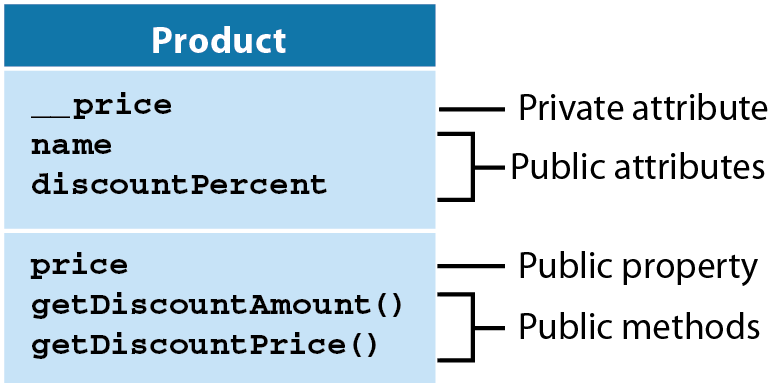 Product
__price
Private attribute
name
discountPercent
Public attributes
price
Public property
getDiscountAmount()
getDiscountPrice()
Public methods